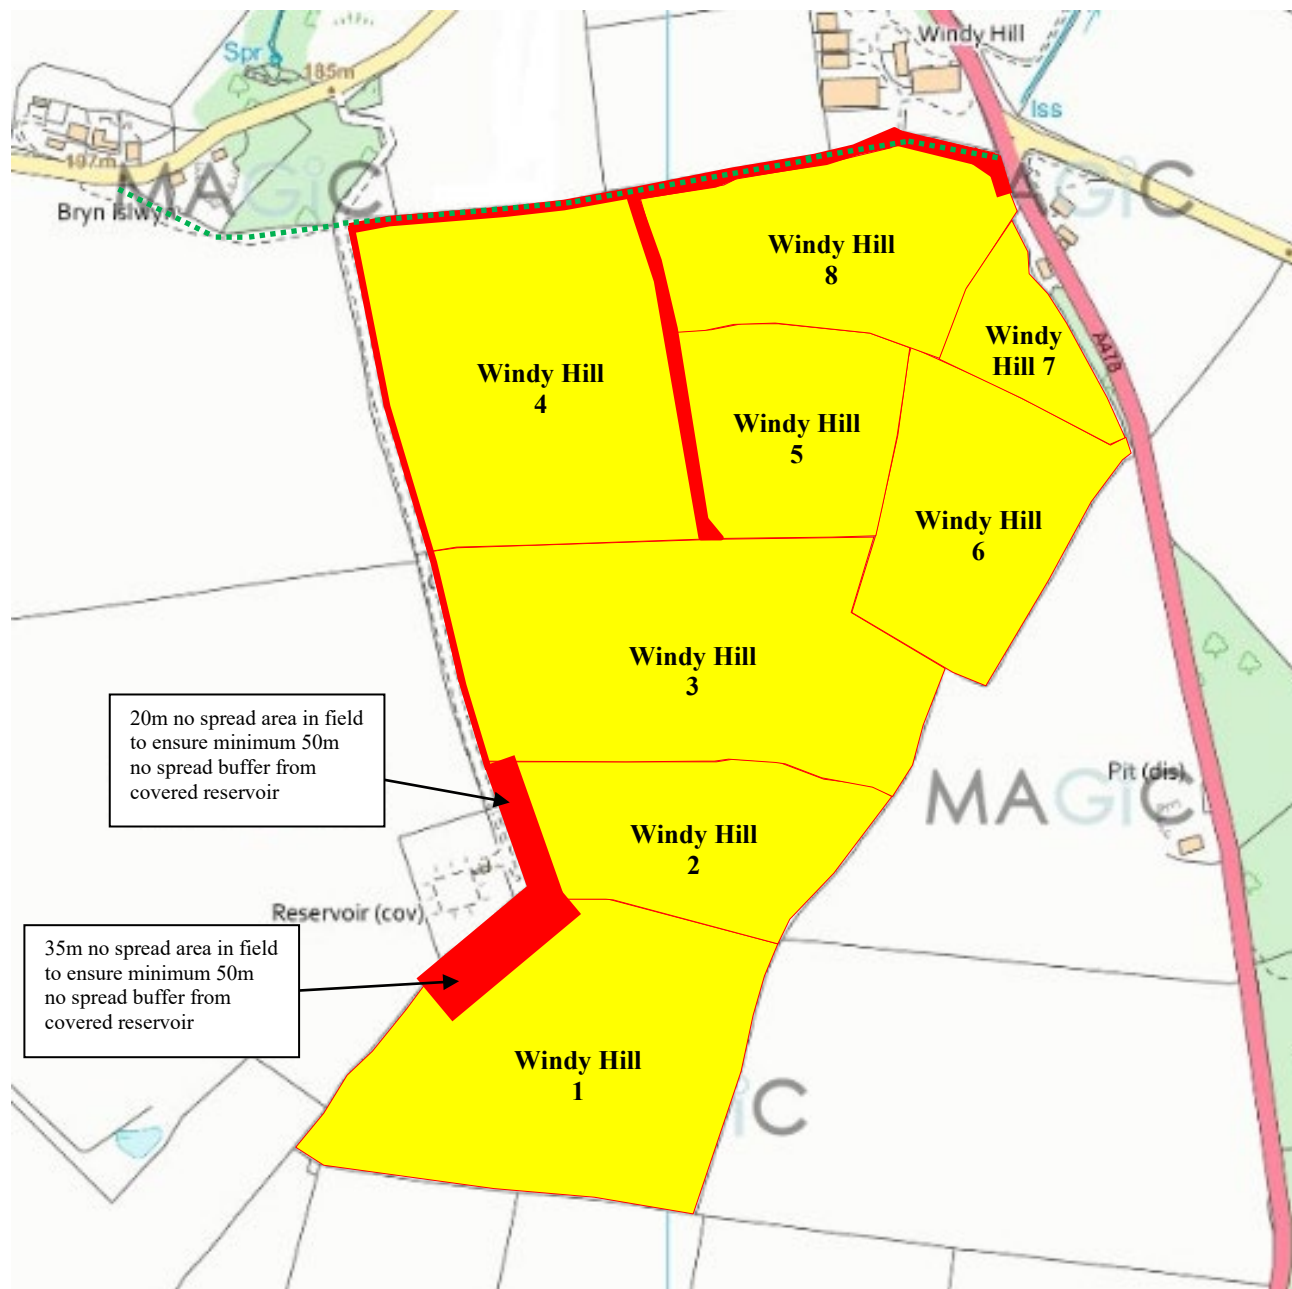 Windy Hill
Spr
185m
Iss
197m
MAGiC
MAGiC
Bryn Islwyn
Windy Hill
8
Windy
Hill 7
A478
Windy Hill
4
Windy Hill
5
Windy Hill
6
Windy Hill
3
20m no spread area in field
to ensure minimum 50m
no spread buffer from
covered reservoir
Pit (dis)
MAGiC
Windy Hill
2
Reservoir (cov)
35m no spread area in field
to ensure minimum 50m
no spread buffer from
covered reservoir
Windy Hill
1
iC